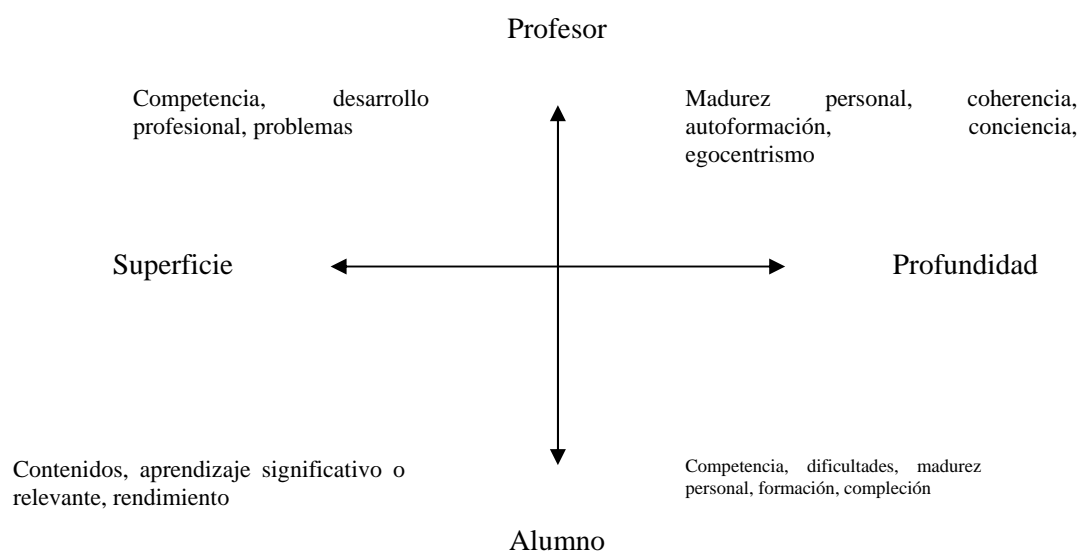 Profesor
Competencia, desarrollo
profesional, problemas
Madurez personal, coherencia,
autoformación, conciencia,
egocentrismo
Superficie
Profundidad
Contenidos, aprendizaje significativo o
relevante, rendimiento
Competencia, dificultades, madurez
personal, formación, compleción
Alumno